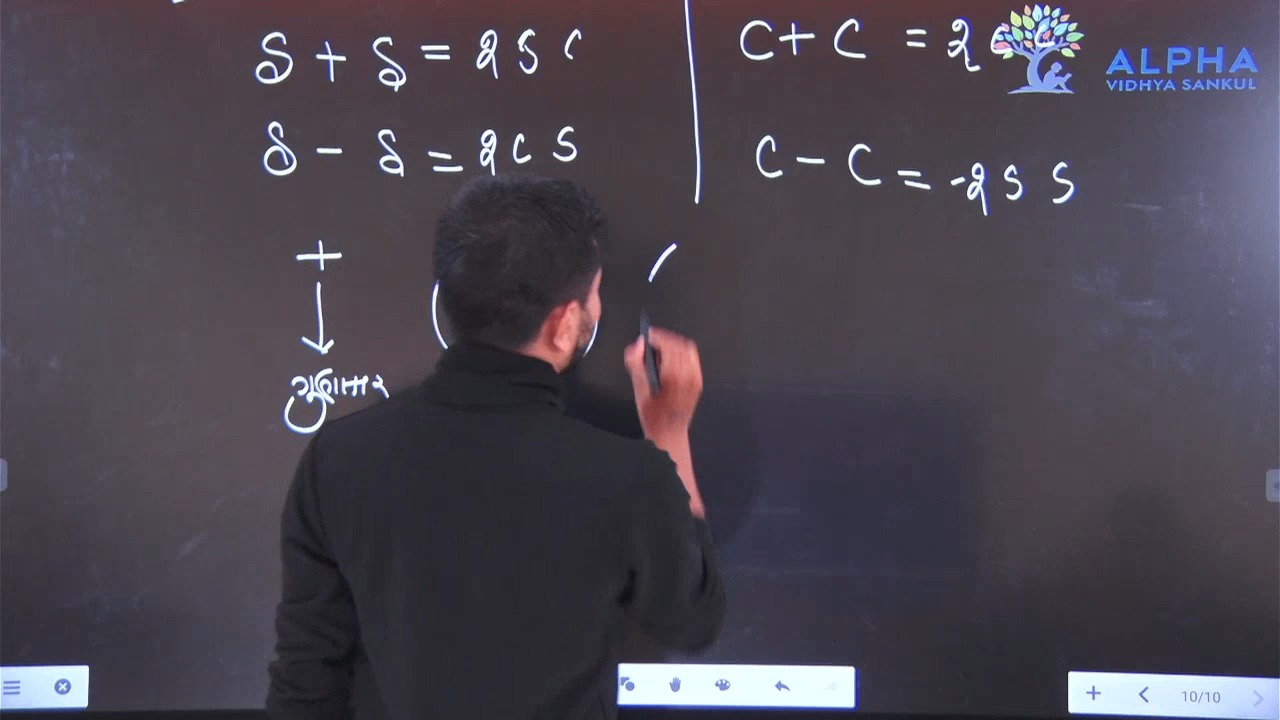 S + S = 2 S C
C + C = 2 C C
ALPHA
VIDHYA SANKUL
S - S = 2 C S
C - C = -2 S S
+
10/10